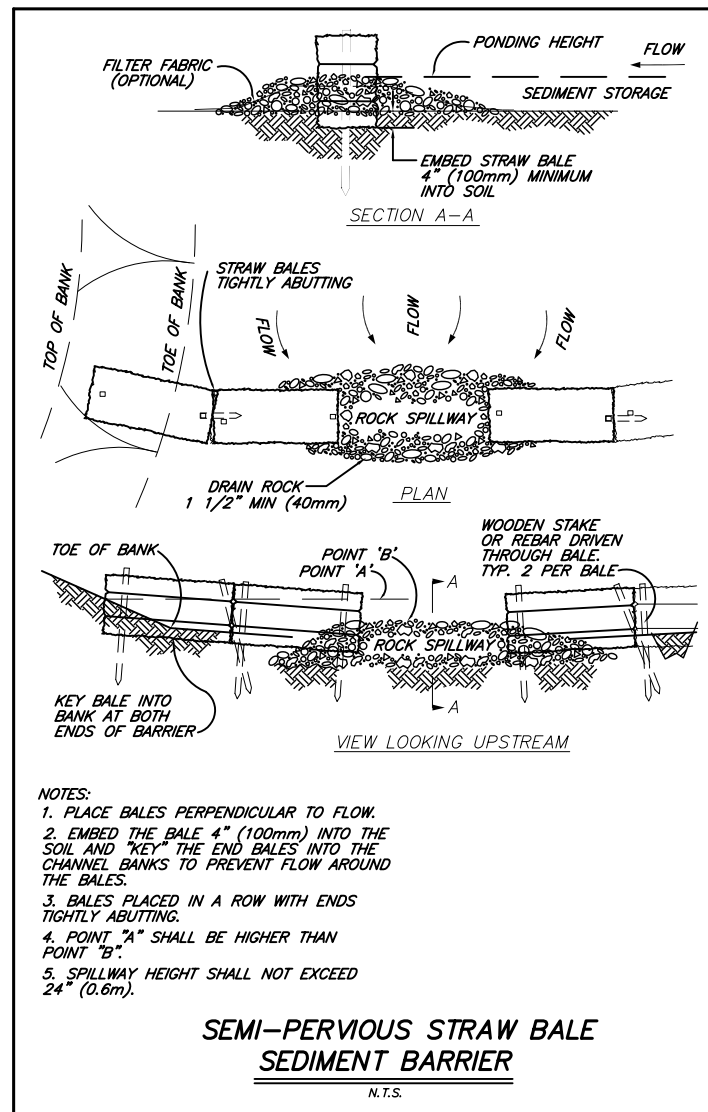 PONDING HEIGHT
FLOW
FILTER FABRIC
(OPTIONAL)
SEDIMENT STORAGE
EMBED STRAW BALE
4" (100mm) MINIMUM
INTO SOIL
SECTION A-A
STRAW BALES
TIGHTLY ABUTTING
TOP OF BANK
TOE OF BANK
FLOW
FLOW
FLOW
ROCK SPILLWAY
DRAIN ROCK
1 1/2" MIN (40mm)
PLAN
TOE OF BANK
POINT 'B'
POINT 'A'
A
WOODEN STAKE
OR REBAR DRIVEN
THROUGH BALE.
TYP. 2 PER BALE
ROCK SPILLWAY
A
KEY BALE INTO
BANK AT BOTH
ENDS OF BARRIER
VIEW LOOKING UPSTREAM
NOTES:
1. PLACE BALES PERPENDICULAR TO FLOW.
2. EMBED THE BALE 4" (100mm) INTO THE
SOIL AND "KEY" THE END BALES INTO THE
CHANNEL BANKS TO PREVENT FLOW AROUND
THE BALES.
3. BALES PLACED IN A ROW WITH ENDS
TIGHTLY ABUTTING.
4. POINT "A" SHALL BE HIGHER THAN
POINT "B".
5. SPILLWAY HEIGHT SHALL NOT EXCEED
24" (0.6m).
SEMI-PERVIOUS STRAW BALE
SEDIMENT BARRIER
N.T.S.